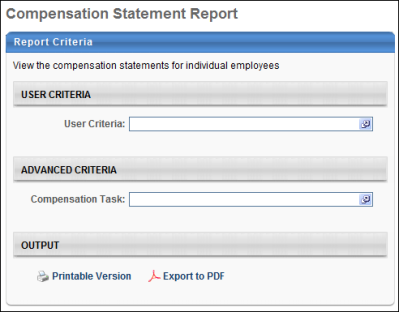 Compensation Statement Report
Report Criteria
View the compensation statements for individual employees
USER CRITERIA
User Criteria:
ADVANCED CRITERIA
Compensation Task:
OUTPUT
Printable Version Export to PDF